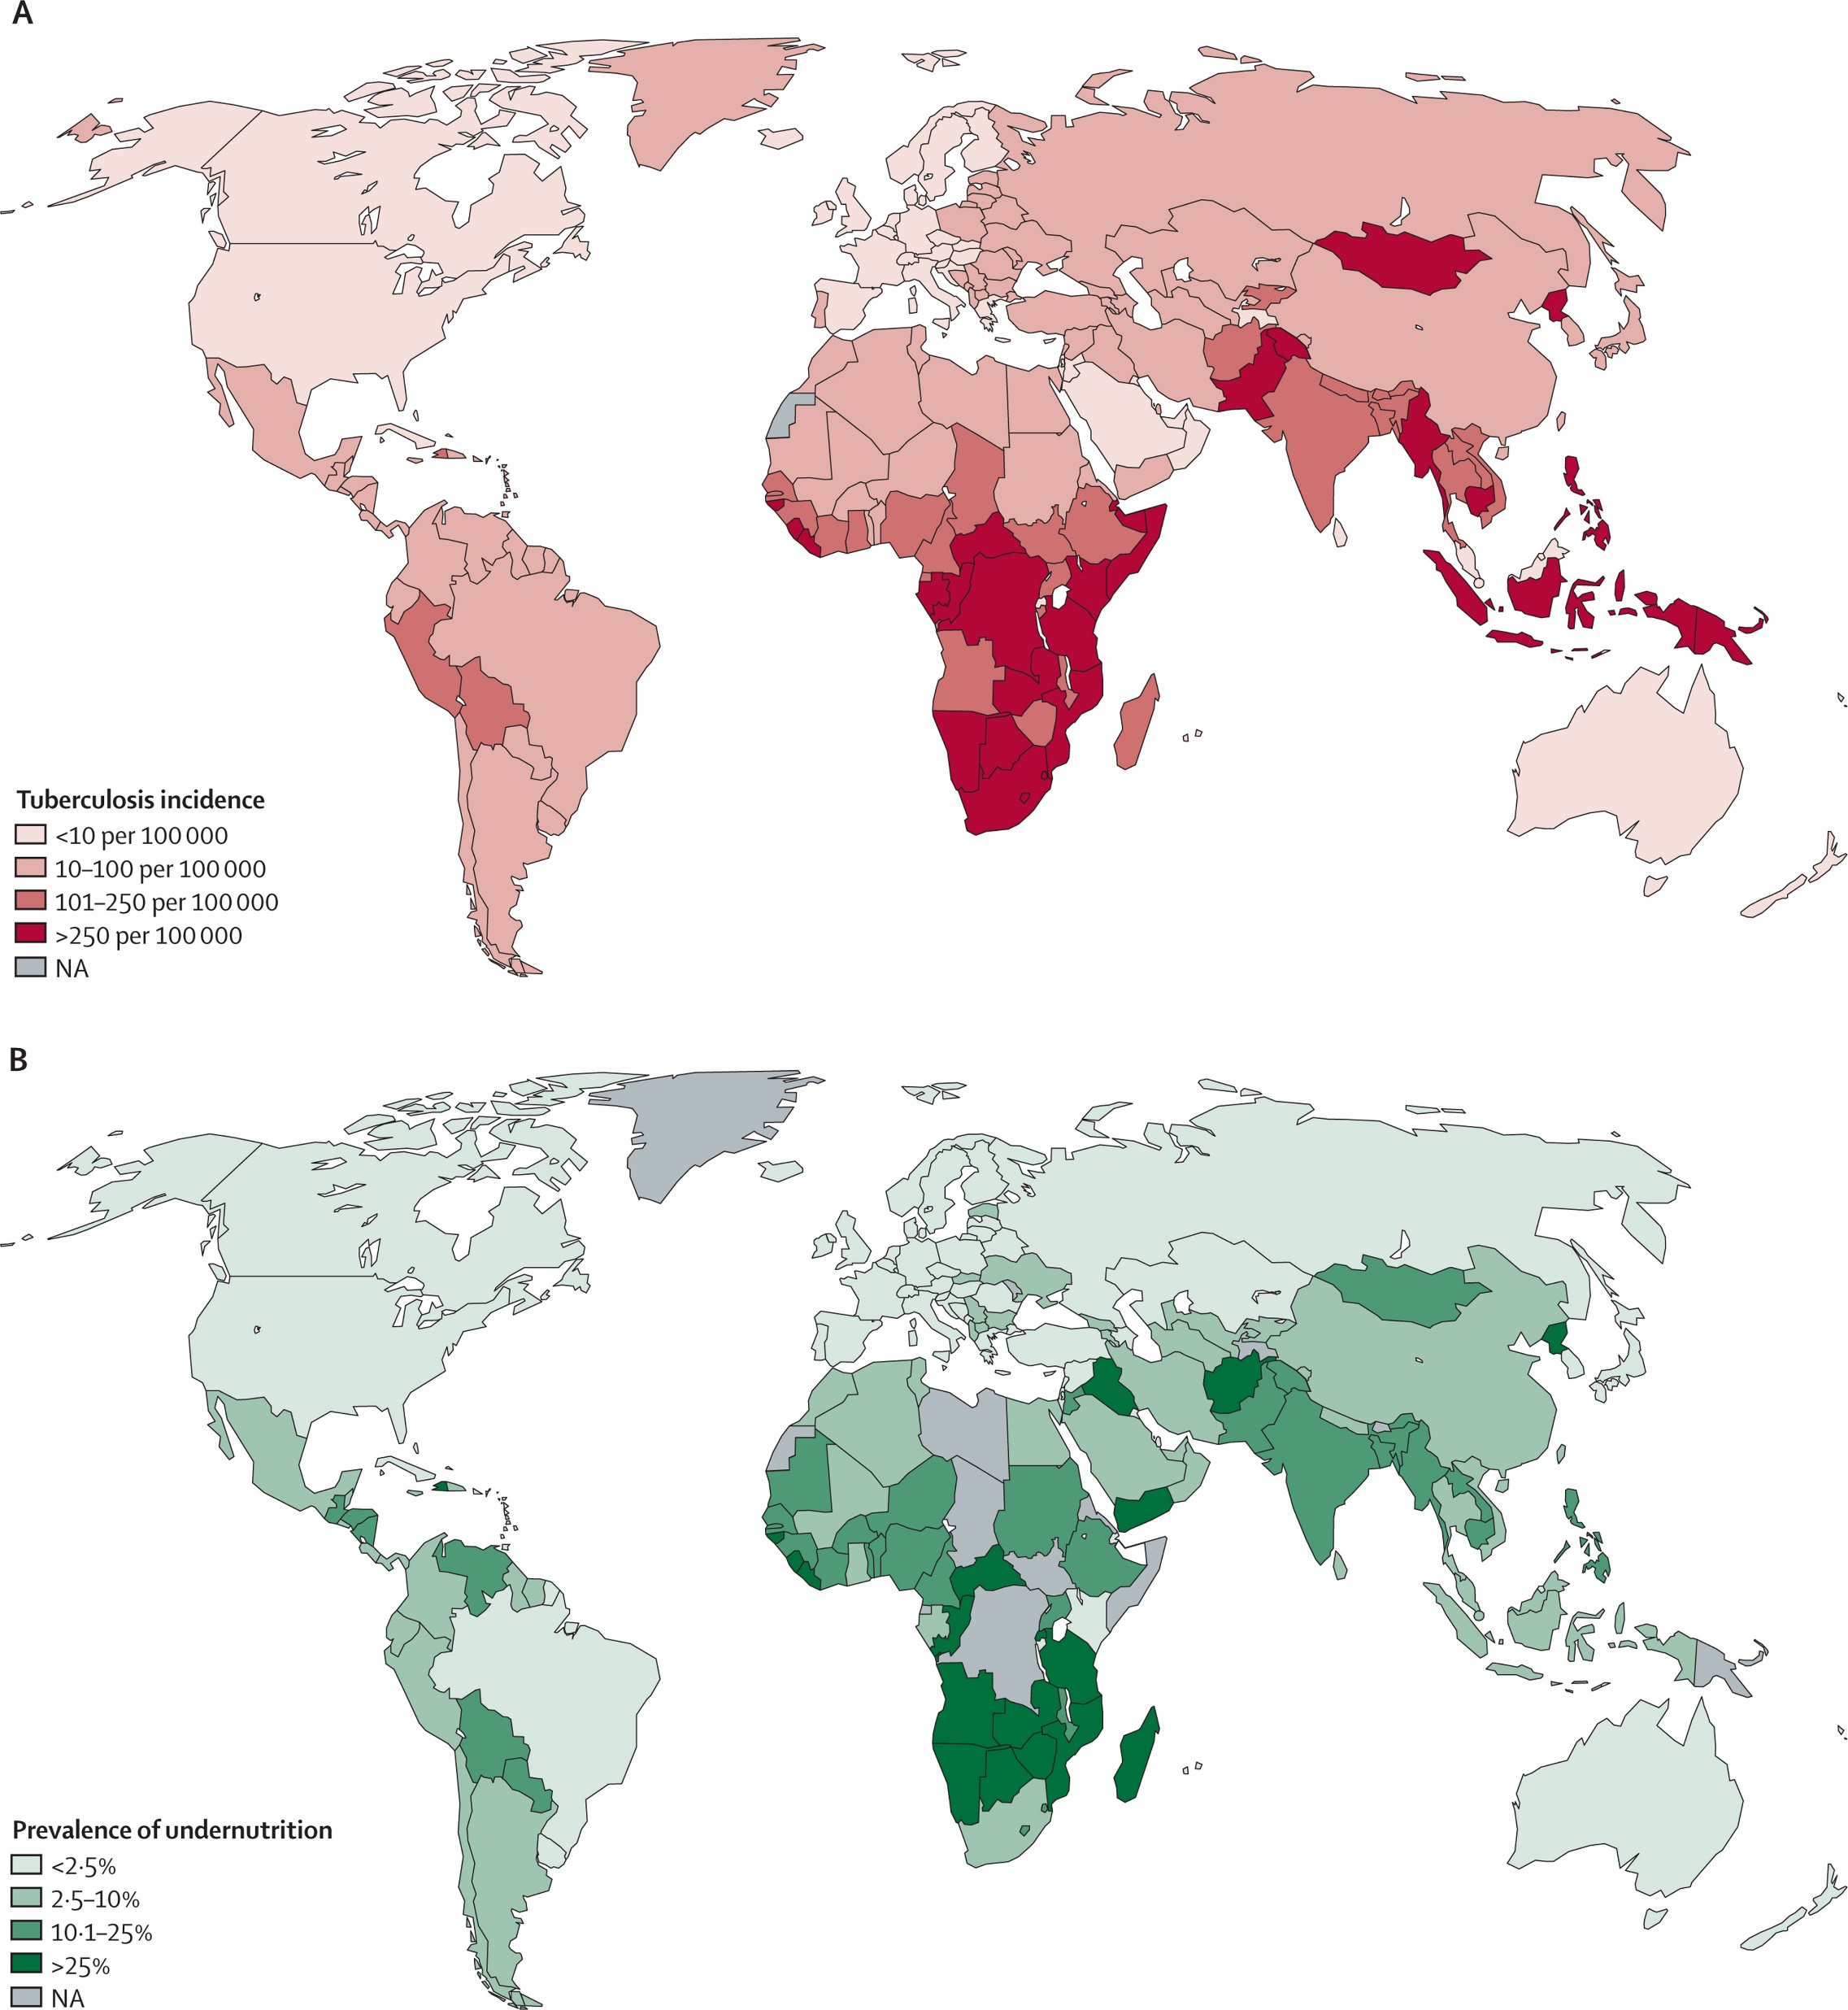 A
Tuberculosis incidence
<10 per 100 000
10–100 per 100 000
101–250 per 100 000
>250 per 100 000
NA
B
Prevalence of undernutrition
<2·5%
2·5–10%
10·1–25%
>25%
NA